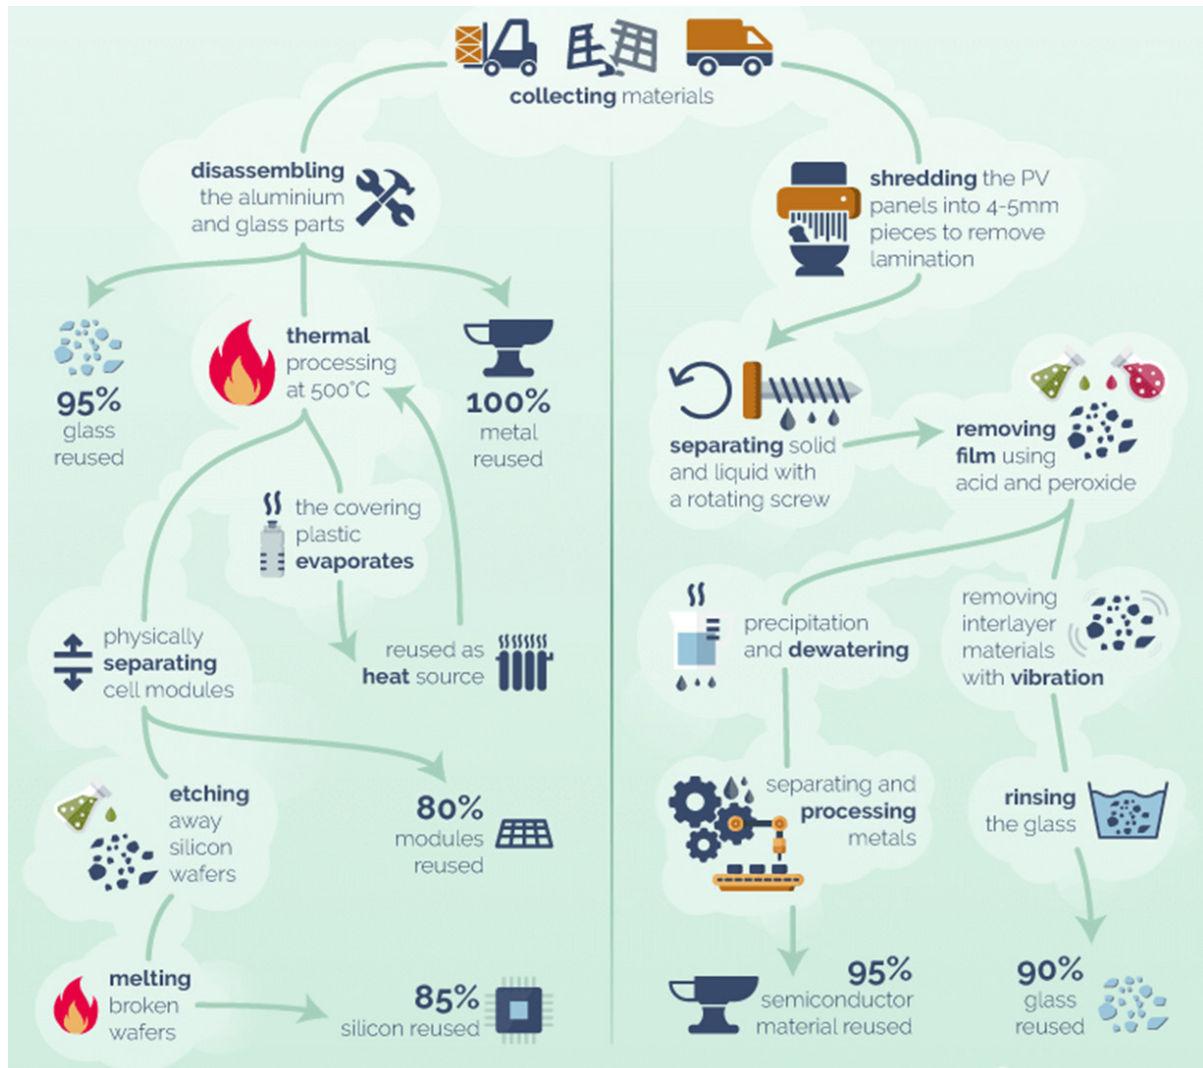 collecting materials
disassembling
the aluminium
and glass parts
95%
glass
reused
thermal
processing
at 500°C
100%
metal
reused
the covering
plastic
evaporates
reused as
heat source
physically
separating
cell modules
80%
modules
reused
etching
away
silicon
wafers
melting
broken
wafers
85%
silicon reused
shredding the PV
panels into 4-5mm
pieces to remove
lamination
separating solid
and liquid with
a rotating screw
removing
film using
acid and peroxide
precipitation
and dewatering
removing
interlayer
materials
with vibration
separating and
processing
metals
rinsing
the glass
95%
semiconductor
material reused
90%
glass
reused